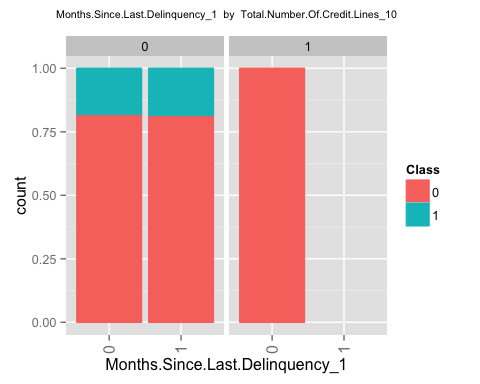 Months.Since.Last.Delinquency_1 by Total.Number.Of.Credit.Lines_10
0 1
1.00
0.75
0.50
0.25
0.00
count
0 1 0 1
Months.Since.Last.Delinquency_1
Class
0
1